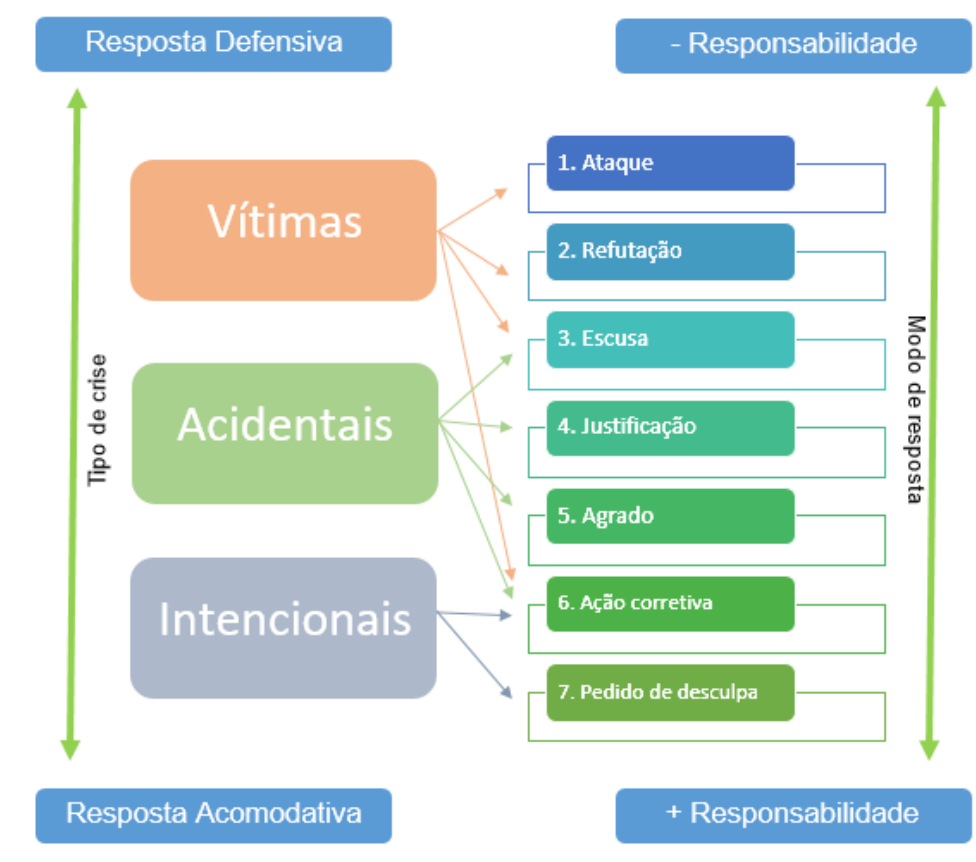 Resposta Defensiva
- Responsabilidade
Tipo de crise
Vítimas
Acidentais
Intencionais
1. Ataque
2. Refutação
3. Escusa
4. Justificação
5. Agrado
6. Ação corretiva
7. Pedido de desculpa
Modo de resposta
Resposta Acomodativa
+ Responsabilidade